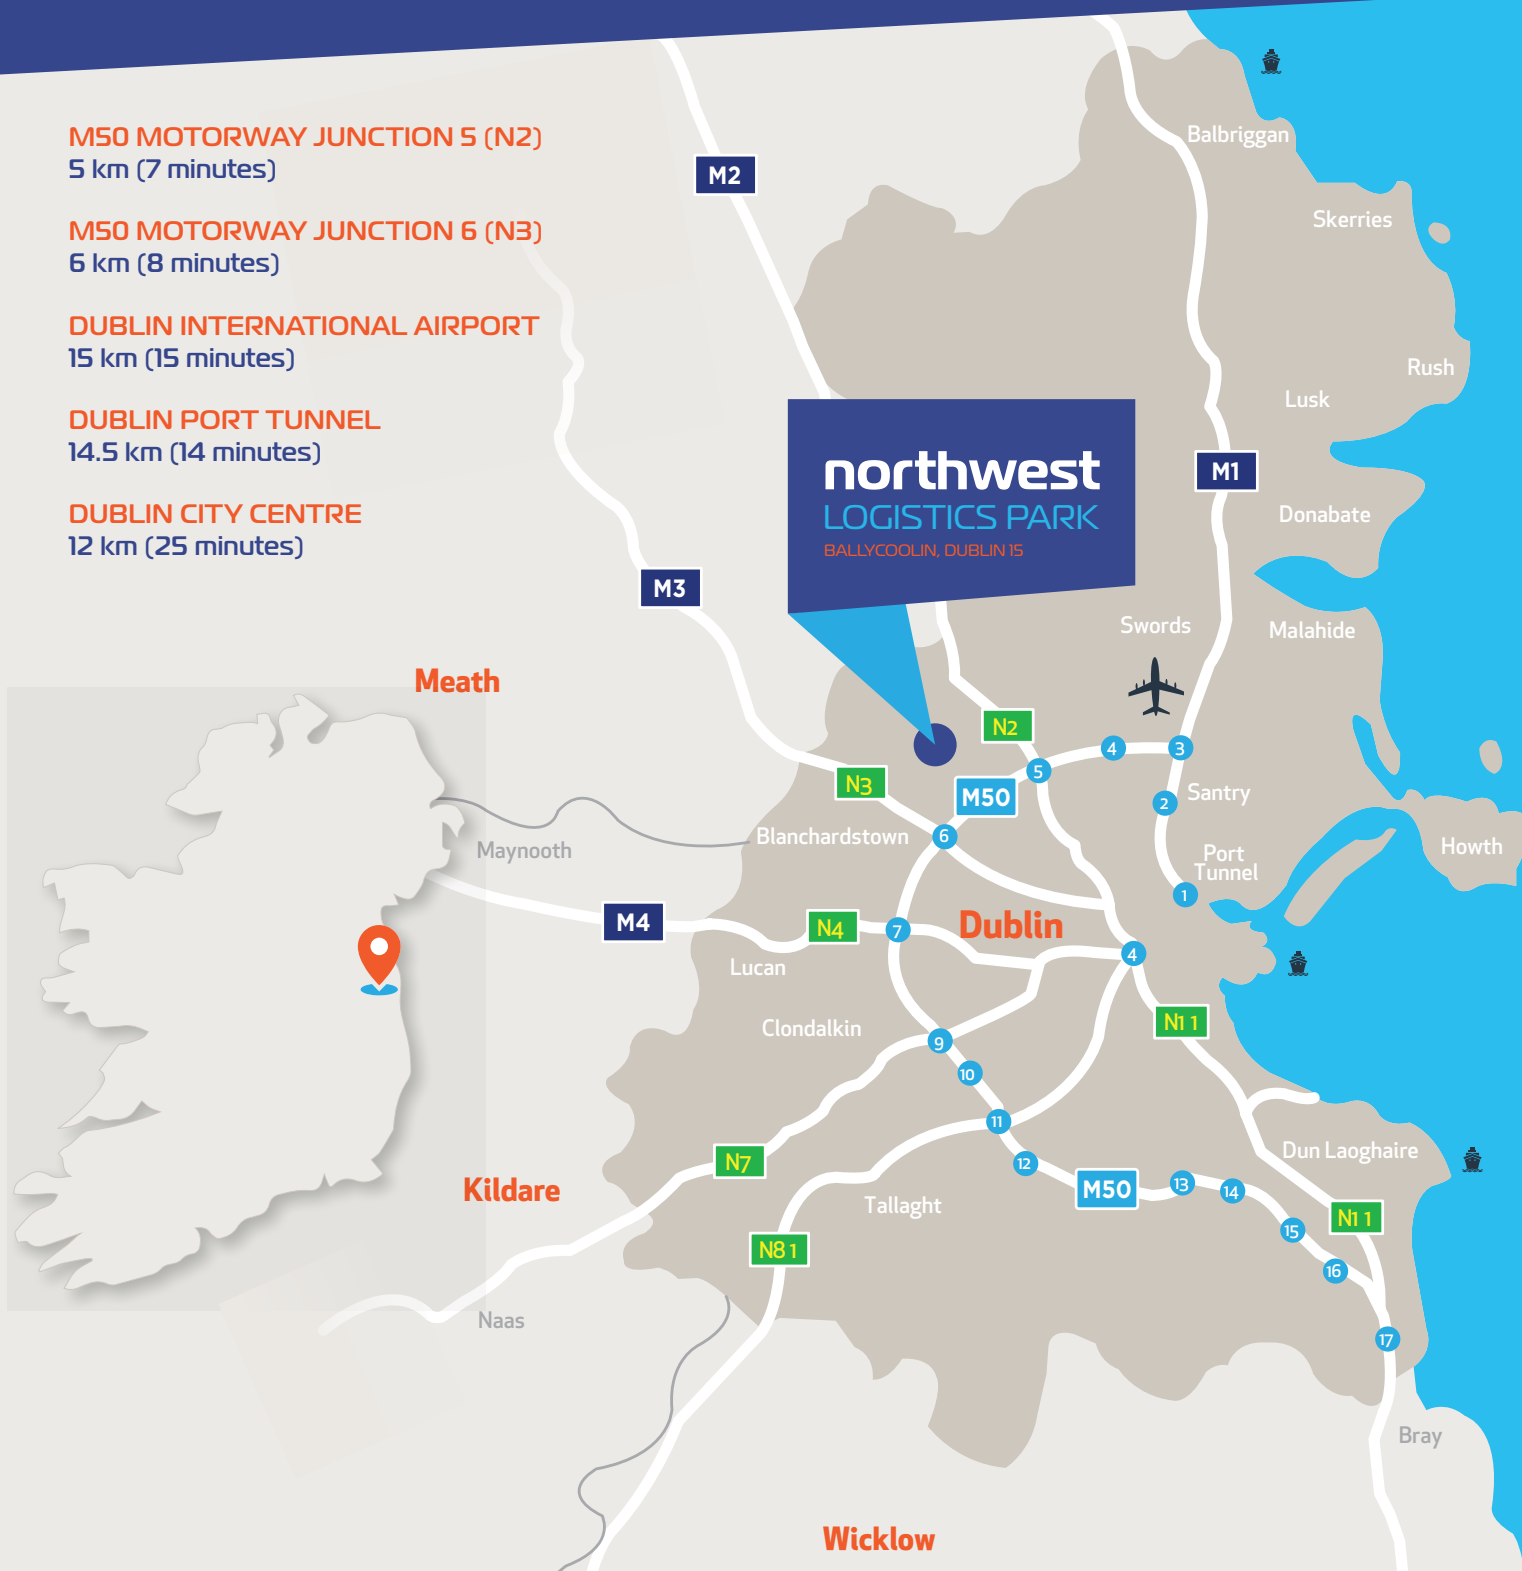 M50 MOTORWAY JUNCTION 5 (N2)
5 km (7 minutes)
M50 MOTORWAY JUNCTION 6 (N3)
6 km (8 minutes)
DUBLIN INTERNATIONAL AIRPORT
15 km (15 minutes)
DUBLIN PORT TUNNEL
14.5 km (14 minutes)
DUBLIN CITY CENTRE
12 km (25 minutes)
M2
Balbriggan
Skerries
Rush
Lusk
M1
northwest
LOGISTICS PARK
BALLYCOOLIN, DUBLIN 15
Donabate
M3
Swords
Malahide
Meath
N2
4
3
5
N3
M50
2
Santry
Blanchardstown
6
Maynooth
Howth
Port
Tunnel
1
M4
N4
7
Dublin
4
Lucan
N11
Clondalkin
9
10
11
Dun Laoghaire
N7
12
M50
13
14
Kildare
Tallaght
N11
15
N81
16
Naas
17
Bray
Wicklow